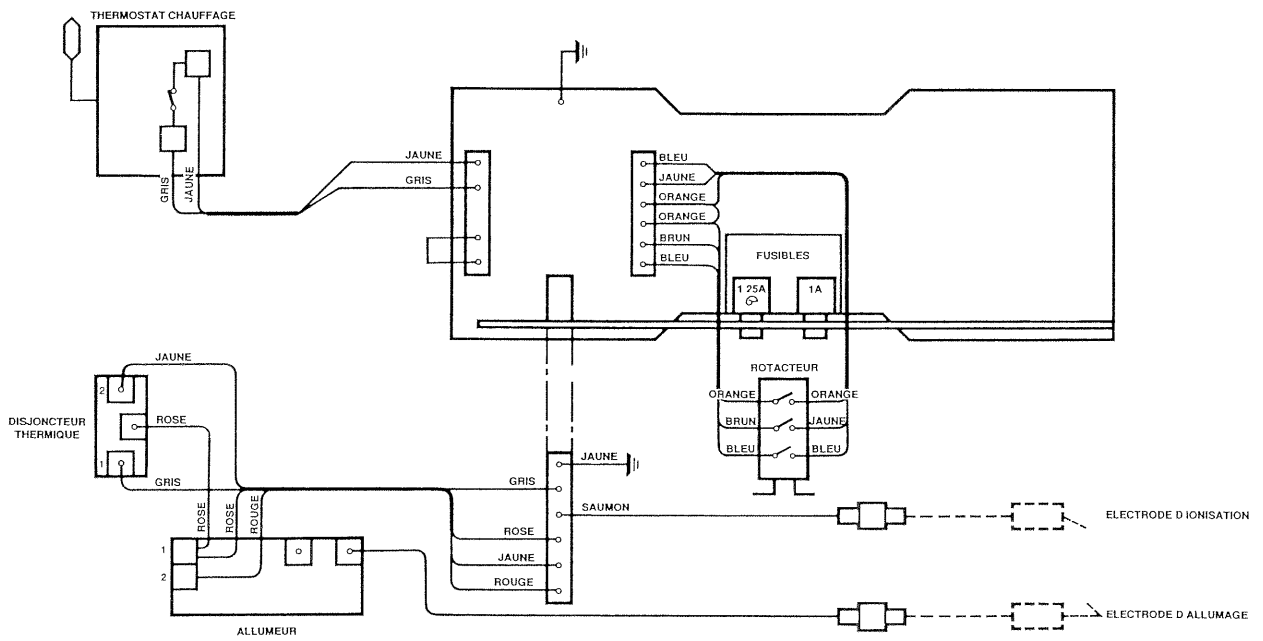 THERMOSTAT CHAUFFAGE
GRIS
JAUNE
JAUNE
GRIS
BLEU
JAUNE
ORANGE
ORANGE
BRUN
BLEU
FUSIBLES
1 25A
1A
ROTACTEUR
ORANGE
ORANGE
BRUN
JAUNE
BLEU
BLEU
JAUNE
2
ROSE
DISJONCTEUR
THERMIQUE
1
GRIS
ROSE
ROSE
ROUGE
GRIS
JAUNE
SAUMON
ROSE
JAUNE
ROUGE
1
2
ALLUMEUR
ELECTRODE D IONISATION
ELECTRODE D ALLUMAGE